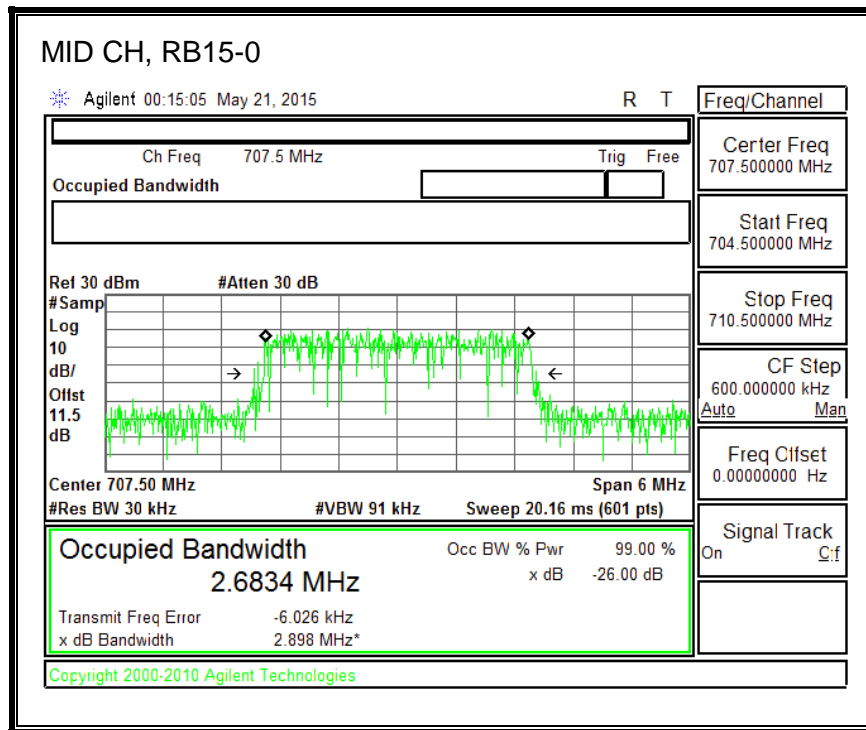 MID CH, RB15-0
Agilent 00:15:05 May 21, 2015 R T
Freq/Channel
Ch Freq 707.5 MHz Trig Free
Occupied Bandwidth
Center Freq
707.500000 MHz
Start Freq
704.500000 MHz
Stop Freq
710.500000 MHz
CF Step
600.000000 kHz
Auto Man
Freq Offset
0.00000000 Hz
Signal Track
On Off
Ref 30 dBm #Atten 30 dB
#Samp
Log
10
dB/
Offst
11.5
dB
Center 707.50 MHz Span 6 MHz
#Res BW 30 kHz #VBW 91 kHz Sweep 20.16 ms (601 pts)
Occupied Bandwidth
2.6834 MHz
Occ BW % Pwr 99.00 %
x dB -26.00 dB
Transmit Freq Error -6.026 kHz
x dB Bandwidth 2.898 MHz*
Copyright 2000-2010 Agilent Technologies